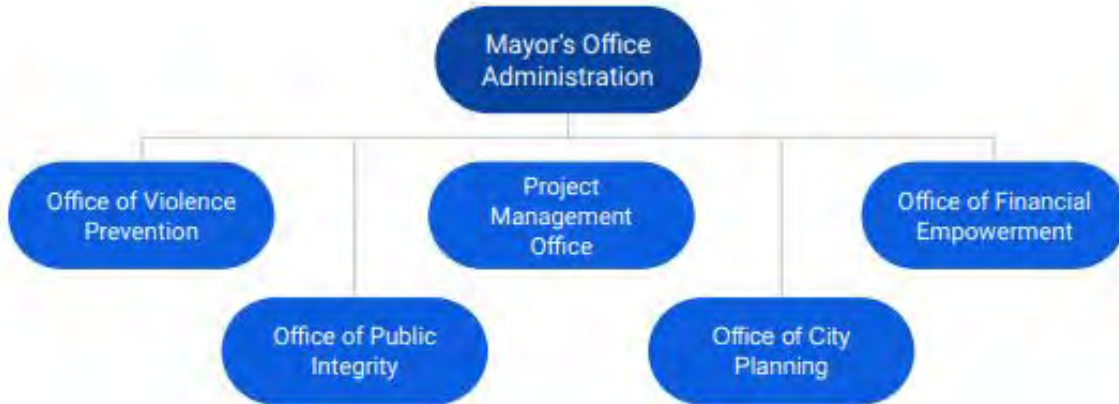 Mayor's Office
Administration
Office of Violence
Prevention
Project
Management
Office
Office of Financial
Empowerment
Office of Public
Integrity
Office of City
Planning